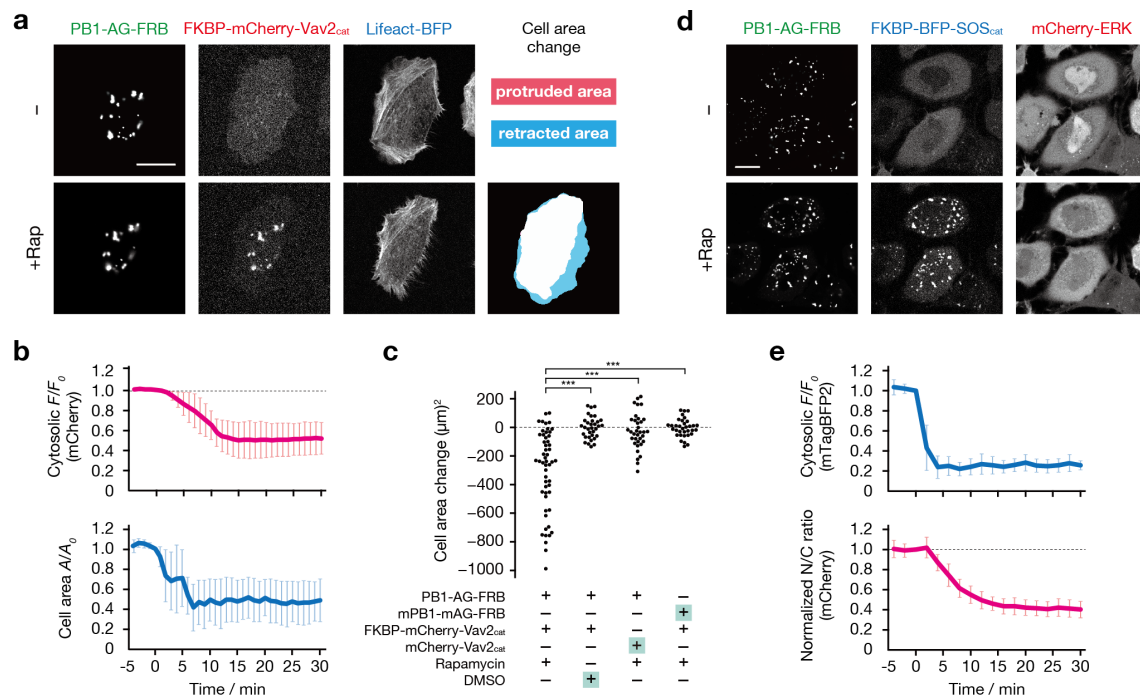 a
PB1-AG-FRB FKBP-mCherry-Vav2cat Lifeact-BFP Cell area
change
protruded area
retracted area
–
+Rap
d
PB1-AG-FRB FKBP-BFP-SOScat mCherry-ERK
–
+Rap
b
Cytosolic F/F0
(mCherry)
1.2
1.0
0.8
0.6
0.4
0.2
0
Cell area A/A0
1.2
1.0
0.8
0.6
0.4
0.2
0
-5 0 5 10 15 20 25 30
Time / min
c
*** 
***
***
Cell area change (μm)²
200
0
−200
−400
−600
−800
−1000
PB1-AG-FRB + + + –
mPB1-mAG-FRB – – – +
FKBP-mCherry-Vav2cat + + – +
mCherry-Vav2cat – – + –
Rapamycin + – + +
DMSO – + – –
e
Cytosolic F/F0
(mTagBFP2)
1.2
1.0
0.8
0.6
0.4
0.2
0
Normalized N/C ratio
(mCherry)
1.2
1.0
0.8
0.6
0.4
0.2
0
-5 0 5 10 15 20 25 30
Time / min